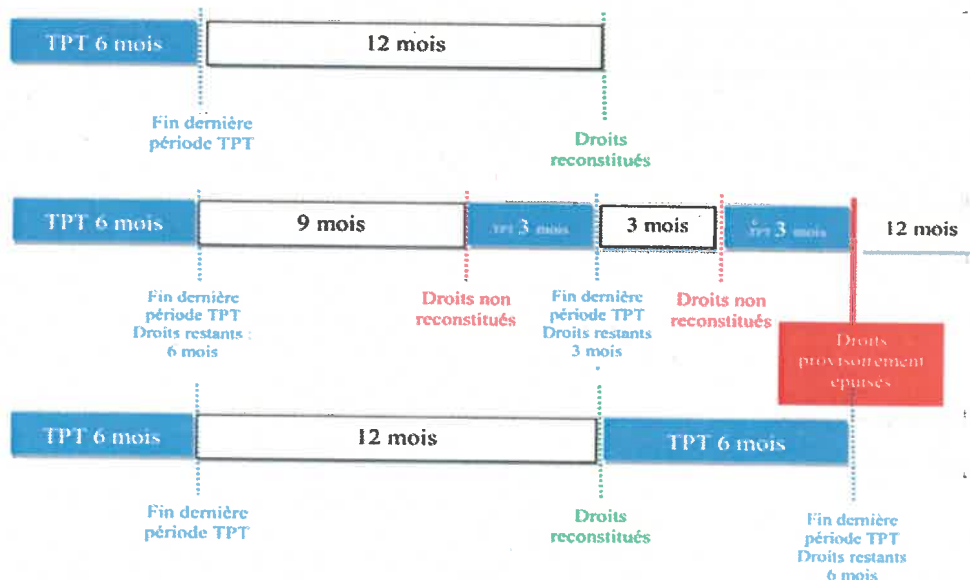 TPT 6 mois
12 mois
Fin dernière
période TPT
Droits
reconstitués
TPT 6 mois
9 mois
TPT 3 mois
3 mois
TPT 3 mois
12 mois
Fin dernière
période TPT
Droits restants :
6 mois
Droits non
reconstitués
Fin dernière
période TPT
Droits restants
3 mois
Droits non
reconstitués
Droits
provisoirement
épuisés
TPT 6 mois
12 mois
TPT 6 mois
Fin dernière
période TPT
Droits
reconstitués
Fin dernière
période TPT
Droits restants
6 mois